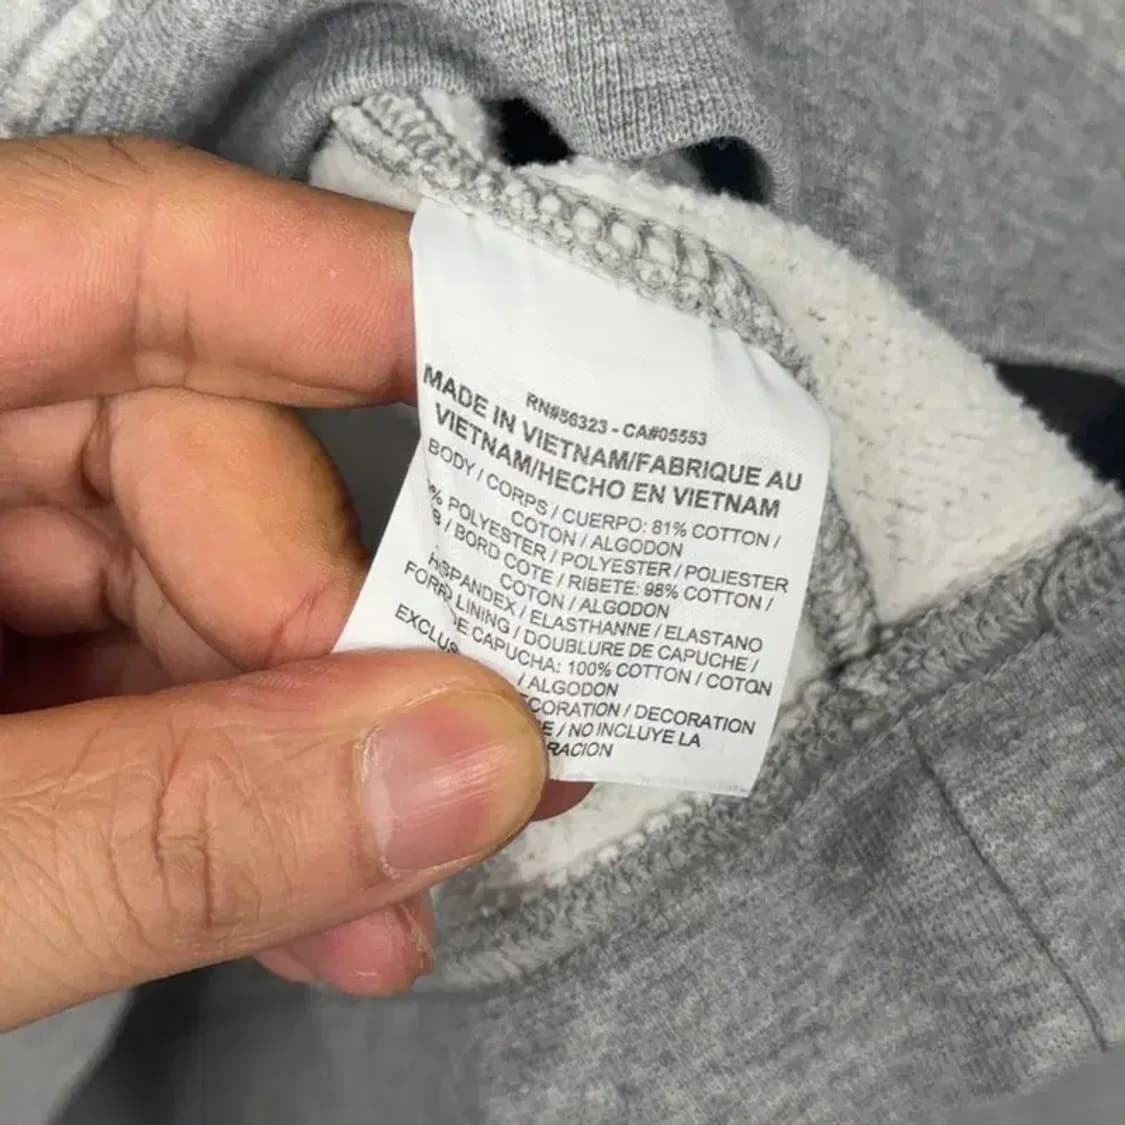 RN#56323 - CA#05553
MADE IN VIETNAM/FABRIQUE AU
VIETNAM/HECHO EN VIETNAM
BODY / CORPS / CUERPO: 81% COTTON /
COTON / ALGODON
% POLYESTER / POLYESTER / POLIESTER
/ BORD COTE / RIBETE: 98% COTTON /
COTON / ALGODON
SPANDEX / ELASTHANNE / ELASTANO
LINING / DOUBLURE DE CAPUCHE /
DE CAPUCHA: 100% COTTON / COTON
/ ALGODON
/ DECORATION
/ NO INCLUYE LA